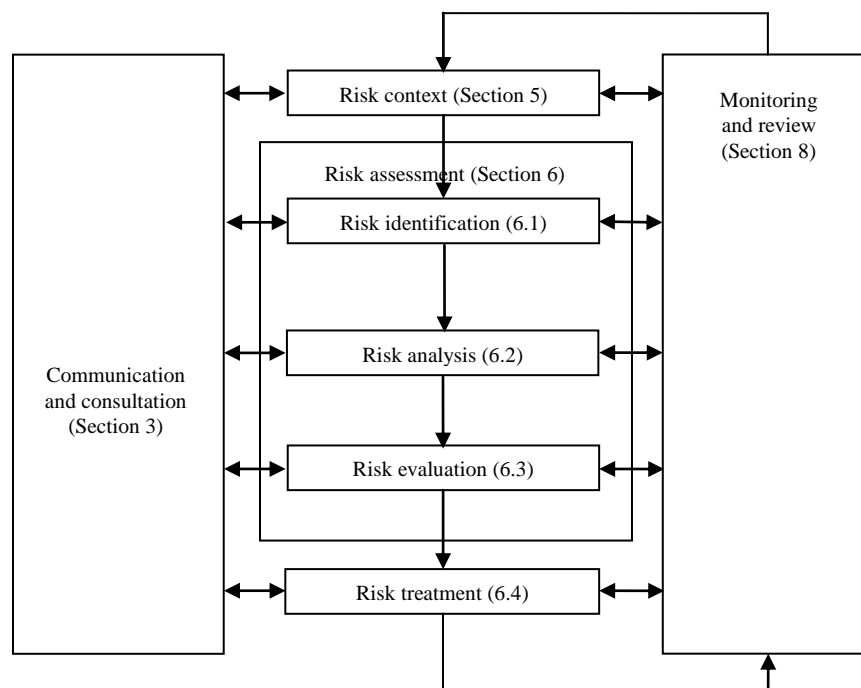 Risk context (Section 5)
Monitoring
and review
(Section 8)
Risk assessment (Section 6)
Risk identification (6.1)
Risk analysis (6.2)
Communication
and consultation
(Section 3)
Risk evaluation (6.3)
Risk treatment (6.4)